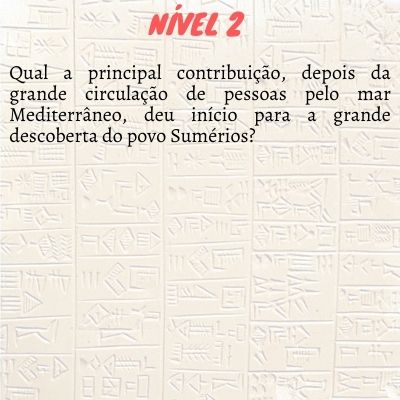 NÍVEL 2
Qual a principal contribuição, depois da
grande circulação de pessoas pelo mar
Mediterrâneo, deu início para a grande
descoberta do povo Sumérios?